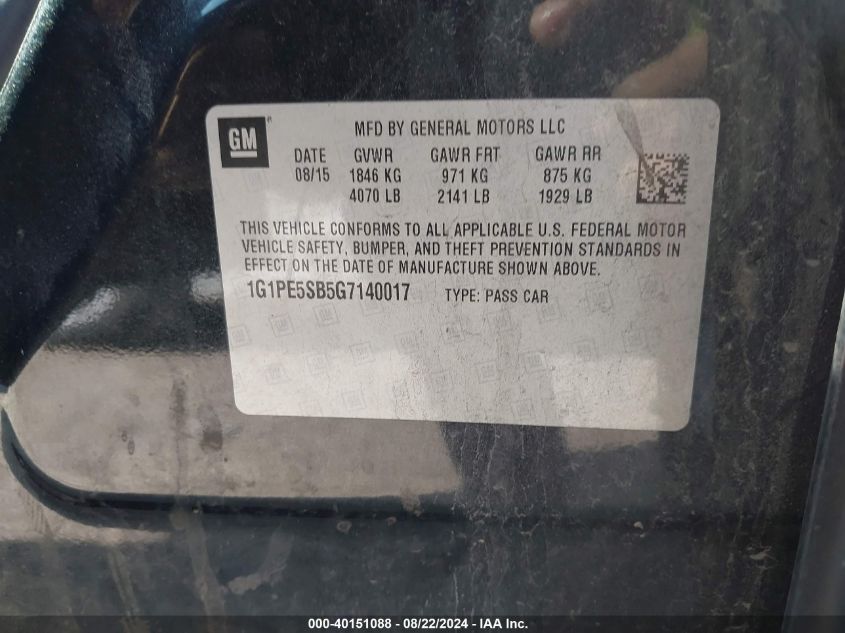 GM
MFD BY GENERAL MOTORS LLC
DATE GVWR GAWR FRT GAWR RR
08/15 1846 KG 971 KG 875 KG
4070 LB 2141 LB 1929 LB
THIS VEHICLE CONFORMS TO ALL APPLICABLE U.S. FEDERAL MOTOR
VEHICLE SAFETY, BUMPER, AND THEFT PREVENTION STANDARDS IN
EFFECT ON THE DATE OF MANUFACTURE SHOWN ABOVE.
1G1PE5SB5G7140017 TYPE: PASS CAR
000-40151088 - 08/22/2024 - IAA Inc.